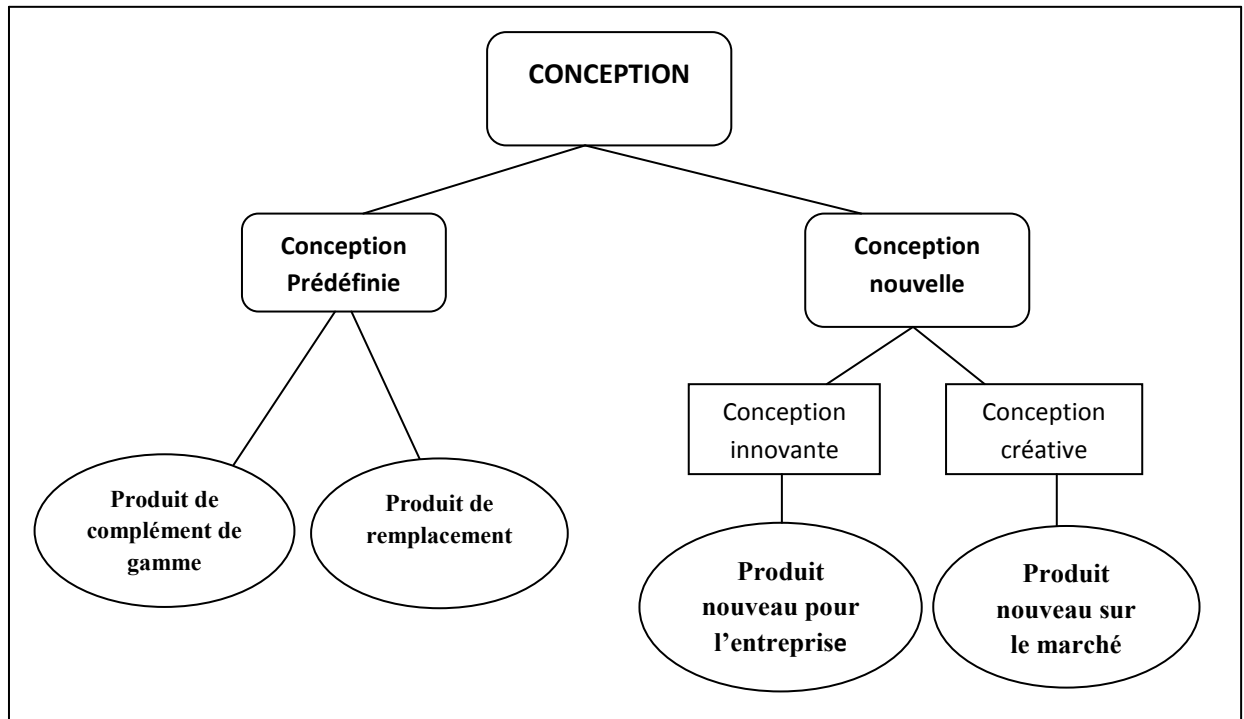 CONCEPTION
Conception
Prédéfinie
Conception
nouvelle
Conception
innovante
Conception
créative
Produit de
complément de
gamme
Produit de
remplacement
Produit
nouveau pour
l’entreprise
Produit
nouveau sur
le marché